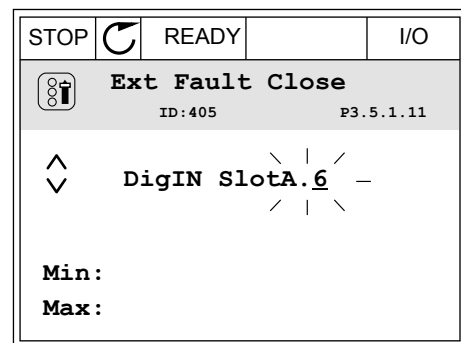 STOP READY I/O
Ext Fault Close
ID:405 P3.5.1.11
DigIN SlotA.6
Min:
Max: